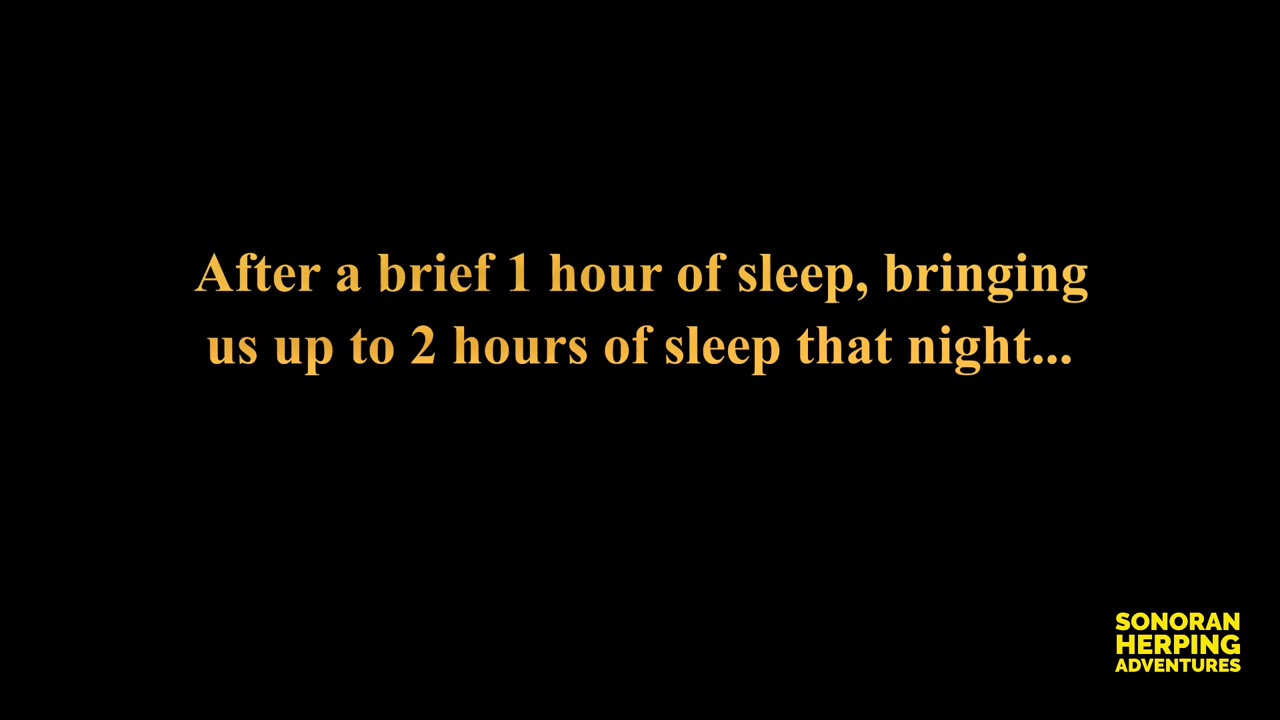 After a brief 1 hour of sleep, bringing
us up to 2 hours of sleep that night...
SONORAN
HERPING
ADVENTURES